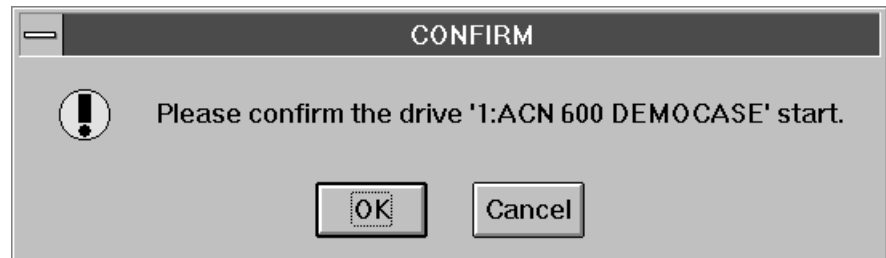 CONFIRM
Please confirm the drive '1:ACN 600 DEMOCASE' start.
OK Cancel